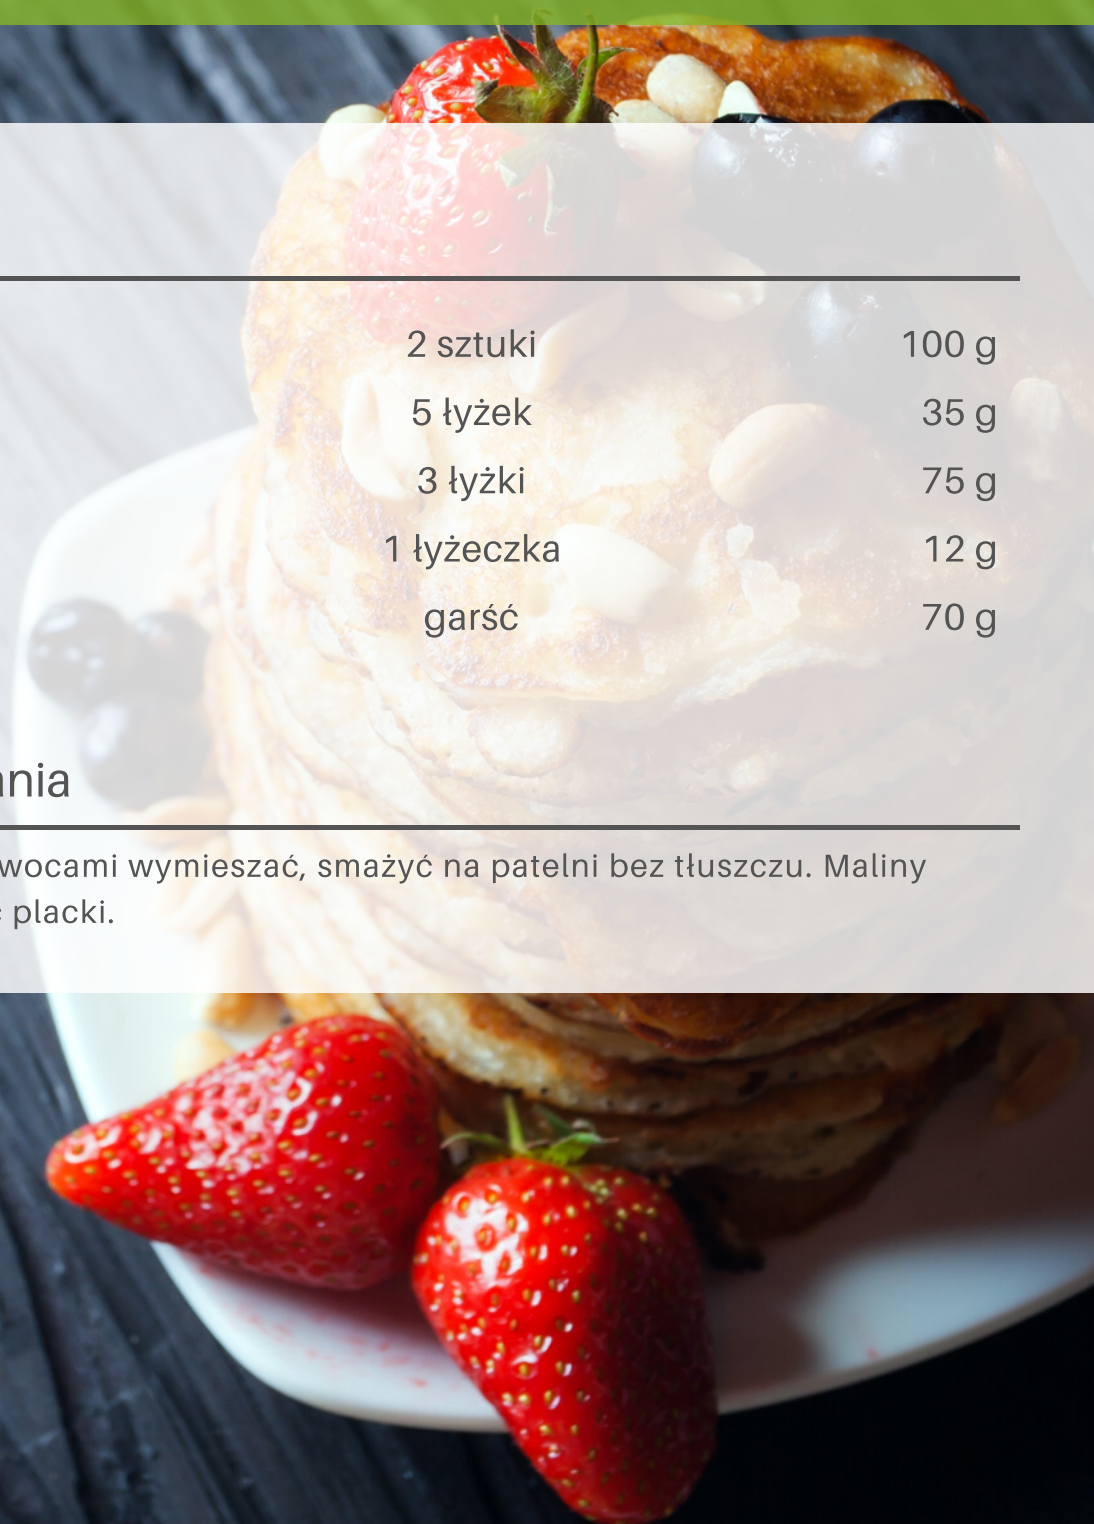 2 sztuki 100 g
5 łyżek 35 g
3 łyżki 75 g
1 łyżeczka 12 g
garść 70 g
ania
wocami wymieszać, smażyć na patelni bez tłuszczu. Maliny
placki.